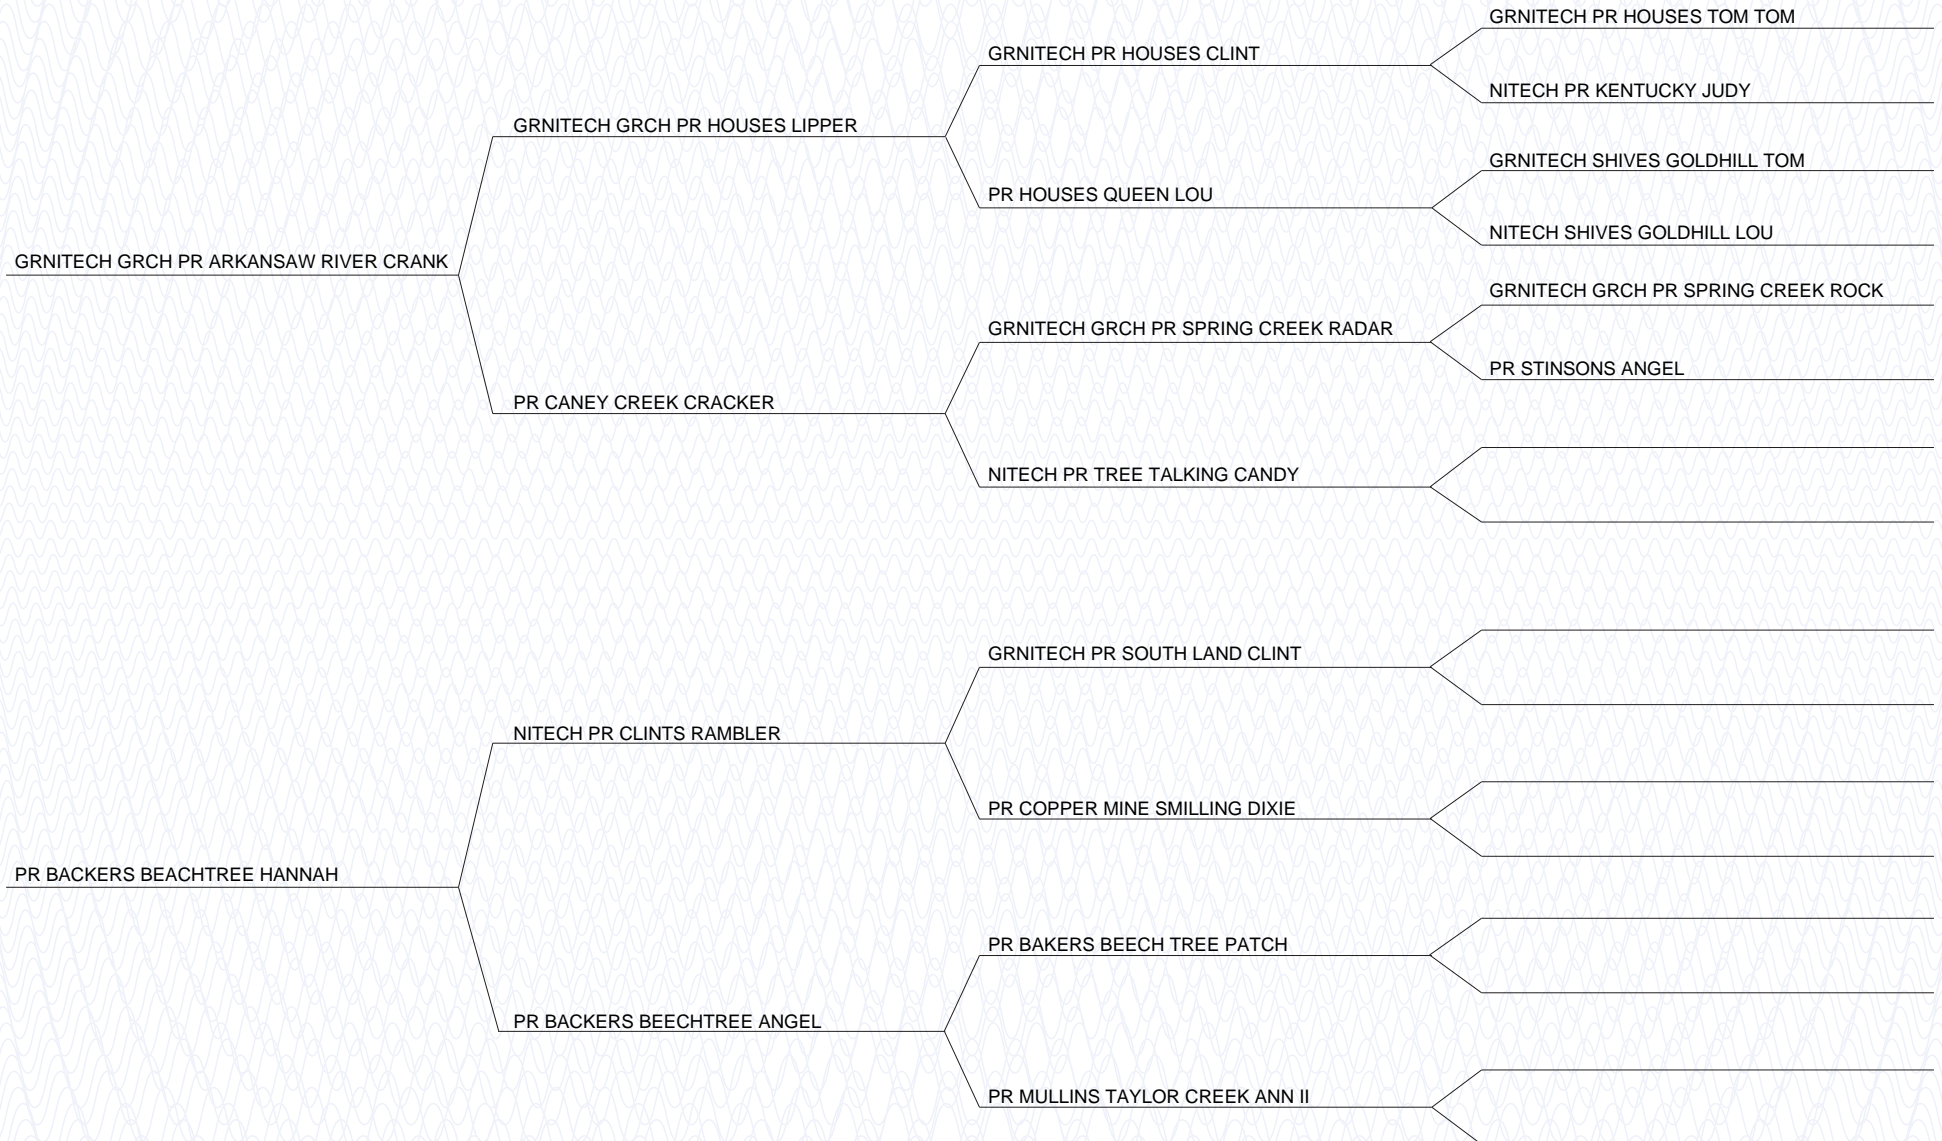 GRNITECH PR HOUSES TOM TOM
GRNITECH PR HOUSES CLINT
NITECH PR KENTUCKY JUDY
GRNITECH GRCH PR HOUSES LIPPER
GRNITECH SHIVES GOLDHILL TOM
PR HOUSES QUEEN LOU
NITECH SHIVES GOLDHILL LOU
GRNITECH GRCH PR ARKANSAW RIVER CRANK
GRNITECH GRCH PR SPRING CREEK ROCK
GRNITECH GRCH PR SPRING CREEK RADAR
PR STINSONS ANGEL
PR CANEY CREEK CRACKER
NITECH PR TREE TALKING CANDY
GRNITECH PR SOUTH LAND CLINT
NITECH PR CLINTS RAMBLER
PR COPPER MINE SMILLING DIXIE
PR BACKERS BEACHTREE HANNAH
PR BAKERS BEECH TREE PATCH
PR BACKERS BEECHTREE ANGEL
PR MULLINS TAYLOR CREEK ANN II